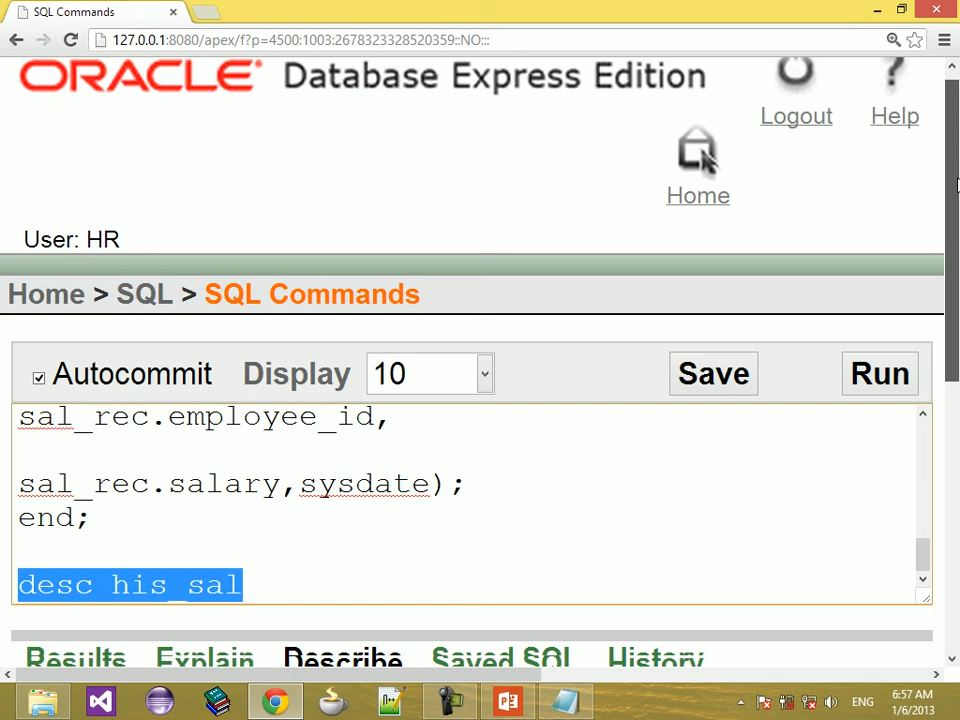 SQL Commands
127.0.0.1:8080/apex/f?p=4500:1003:2678323328520359::NO:::
ORACLE® Database Express Edition
Logout Help
Home
User: HR
Home > SQL > SQL Commands
Autocommit Display 10 Save Run
sal_rec.employee_id,
sal_rec.salary,sysdate);
end;
desc his_sal
Results Explain Describe Saved SQL History
ENG
6:57 AM
1/6/2013